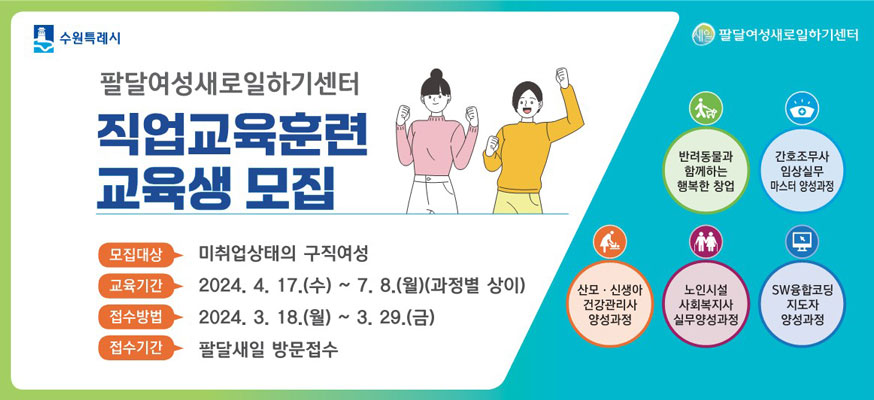 수원특례시
팔달여성새로일하기센터
팔달여성새로일하기센터
직업교육훈련
교육생 모집
모집대상 미취업상태의 구직여성
교육기간 2024. 4. 17.(수) ~ 7. 8.(월)(과정별 상이)
접수방법 2024. 3. 18.(월) ~ 3. 29.(금)
접수기간 팔달새일 방문접수
반려동물과
함께하는
행복한 창업
간호조무사
임상실무
마스터 양성과정
산모 · 신생아
건강관리사
양성과정
노인시설
사회복지사
실무양성과정
SW융합코딩
지도자
양성과정